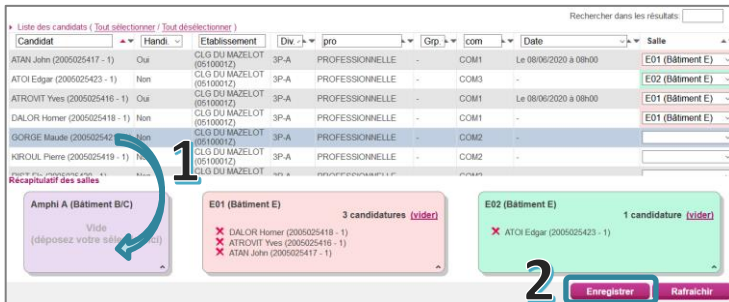 Rechercher dans les résultats:
Liste des candidats ( Tout sélectionner / Tout désélectionner )
Candidat Handi. Etablissement Div. pro Grp. com Date Salle
ATAN John (2005025417 - 1) Oui CLG DU MAZELOT (0510001Z) 3P-A PROFESSIONNELLE - COM1 Le 08/06/2020 à 08h00 E01 (Bâtiment E)
ATOI Edgar (2005025423 - 1) Non CLG DU MAZELOT (0510001Z) 3P-A PROFESSIONNELLE - COM3 - E02 (Bâtiment E)
ATROVIT Yves (2005025416 - 1) Oui CLG DU MAZELOT (0510001Z) 3P-A PROFESSIONNELLE - COM1 Le 08/06/2020 à 08h00 E01 (Bâtiment E)
DALOR Homer (2005025418 - 1) Non CLG DU MAZELOT (0510001Z) 3P-A PROFESSIONNELLE - COM1 - E01 (Bâtiment E)
GORGE Maude Non CLG DU MAZELOT (0510001Z) 3P-A PROFESSIONNELLE - COM2 -
KIROUL Pierre (2005025419 - 1) CLG DU MAZELOT (0510001Z) 3P-A PROFESSIONNELLE - COM2 -
CLG DU MAZELOT 3P-A PROFESSIONNELLE - COM2 -
1
Récapitulatif des salles
Amphi A (Bâtiment B/C)
Vide
(déposez votre
E01 (Bâtiment E)
3 candidatures (vider)
DALOR Homer (2005025418 - 1)
ATROVIT Yves (2005025416 - 1)
ATAN John (2005025417 - 1)
E02 (Bâtiment E)
1 candidature (vider)
ATOI Edgar (2005025423 - 1)
2
Enregistrer Rafraîchir